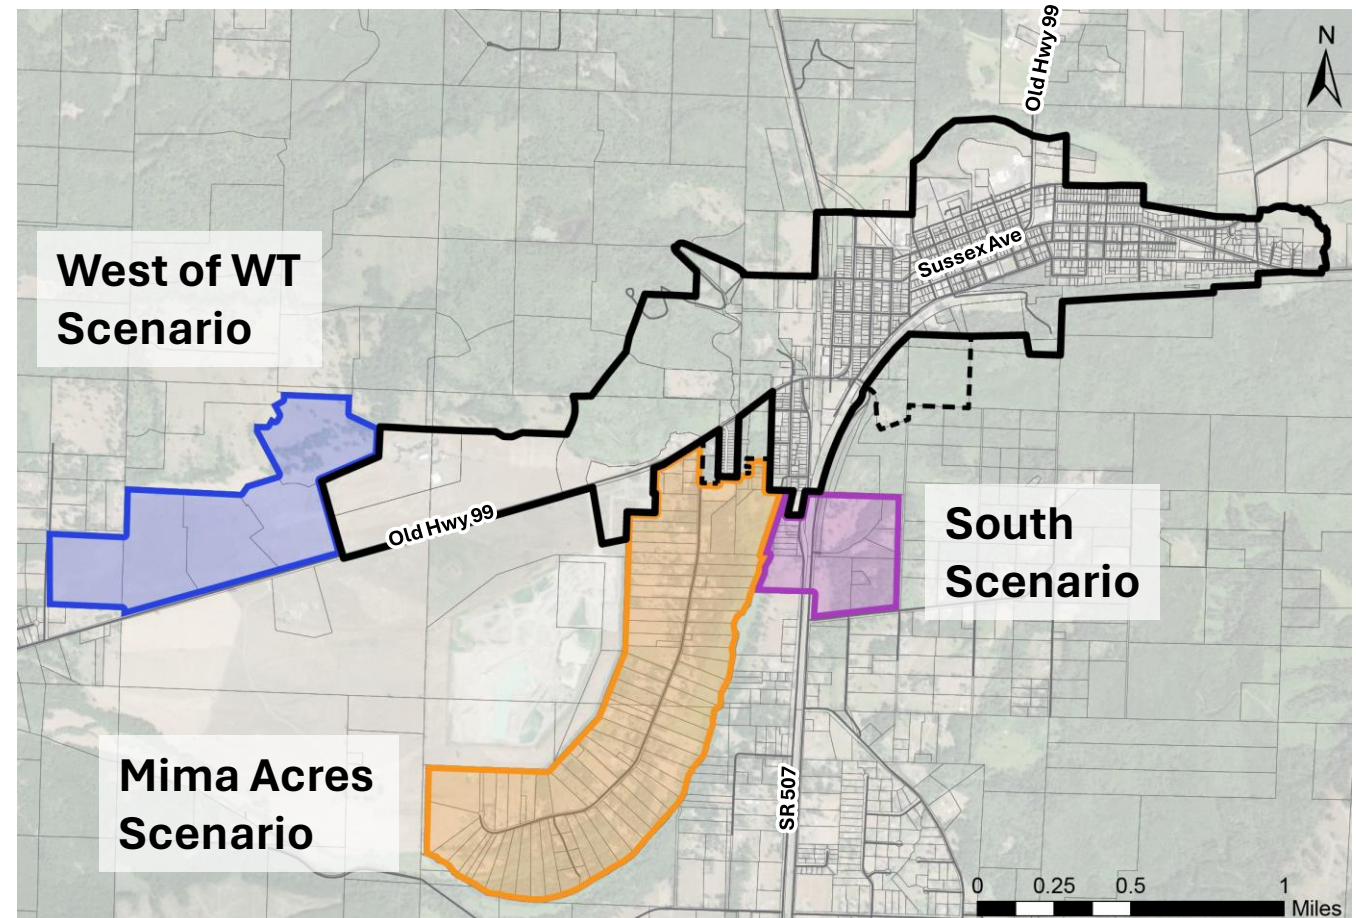 Old Hwy 99
N
Sussex Ave
West of WT
Scenario
Old Hwy 99
South
Scenario
Mima Acres
Scenario
SR 507
0 0.25 0.5 1
Miles